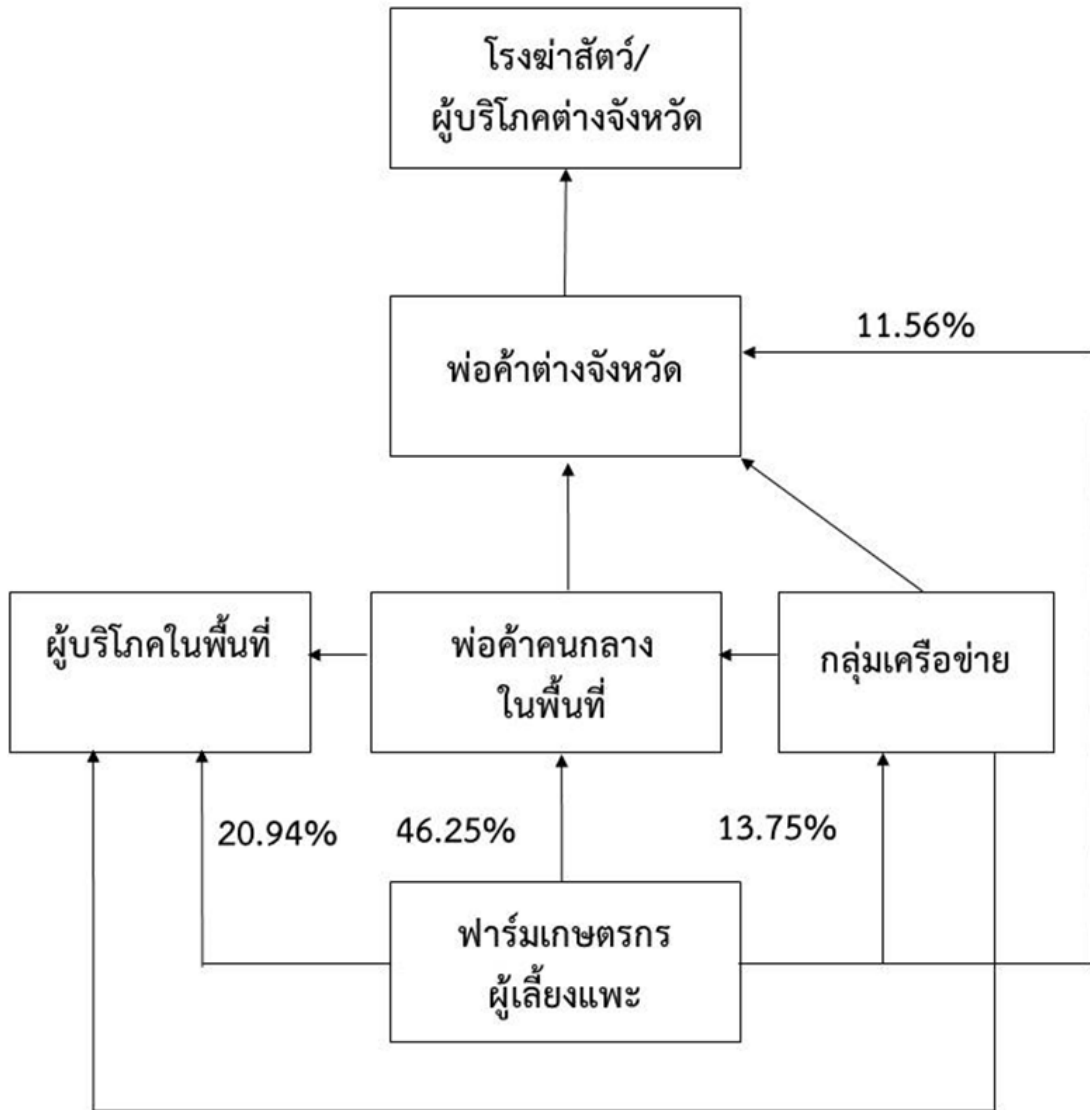 โรงฆ่าสัตว์/
ผู้บริโภคต่างจังหวัด
11.56%
พ่อค้าต่างจังหวัด
ผู้บริโภคในพื้นที่
พ่อค้าคนกลาง
ในพื้นที่
กลุ่มเครือข่าย
20.94%
46.25%
13.75%
ฟาร์มเกษตรกร
ผู้เลี้ยงแพะ